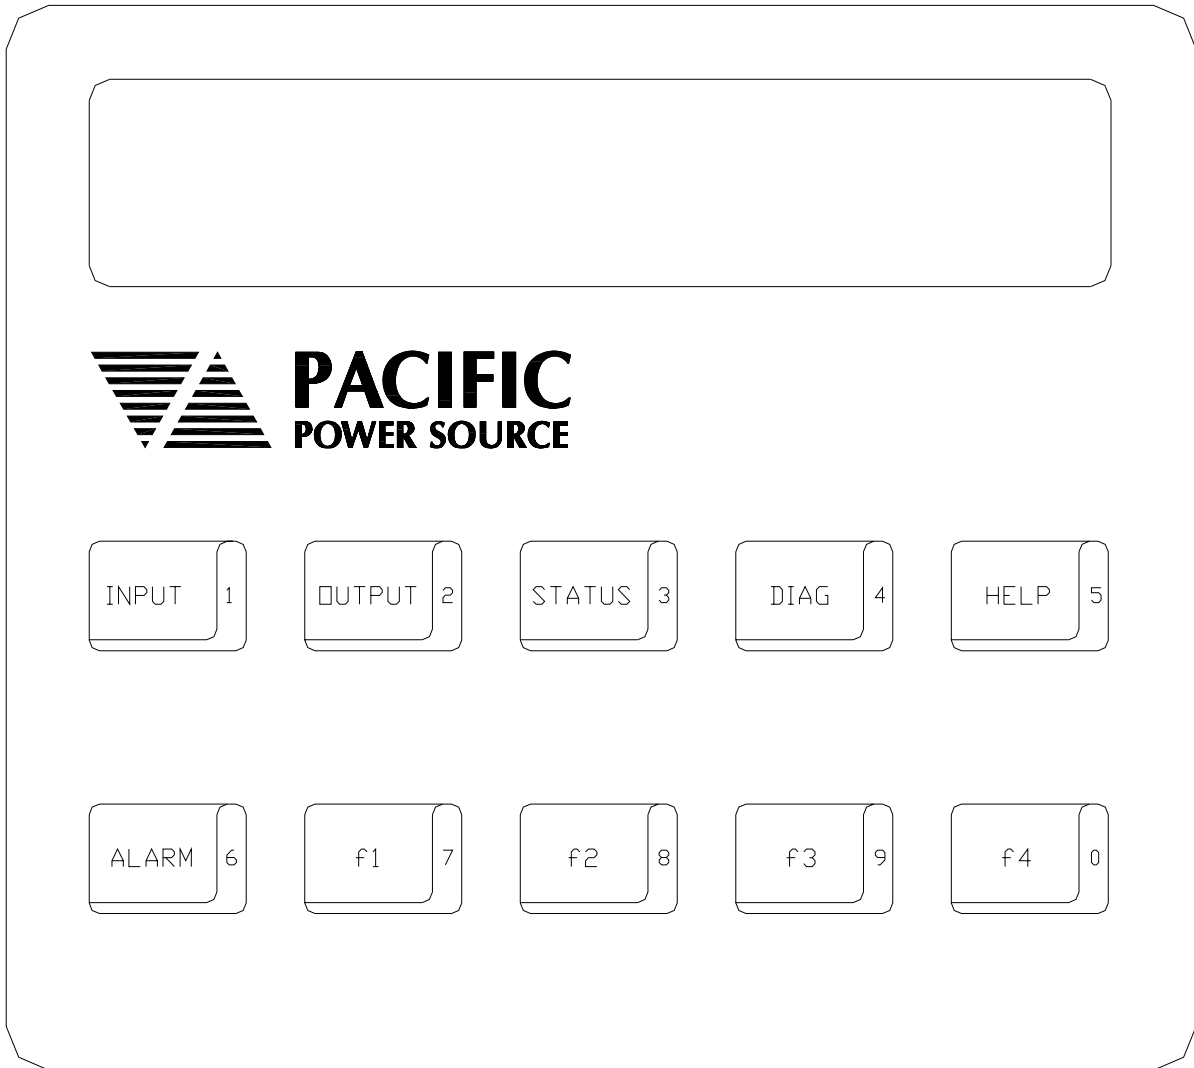 PACIFIC
POWER SOURCE
INPUT 1
OUTPUT 2
STATUS 3
DIAG 4
HELP 5
ALARM 6
f1 7
f2 8
f3 9
f4 0